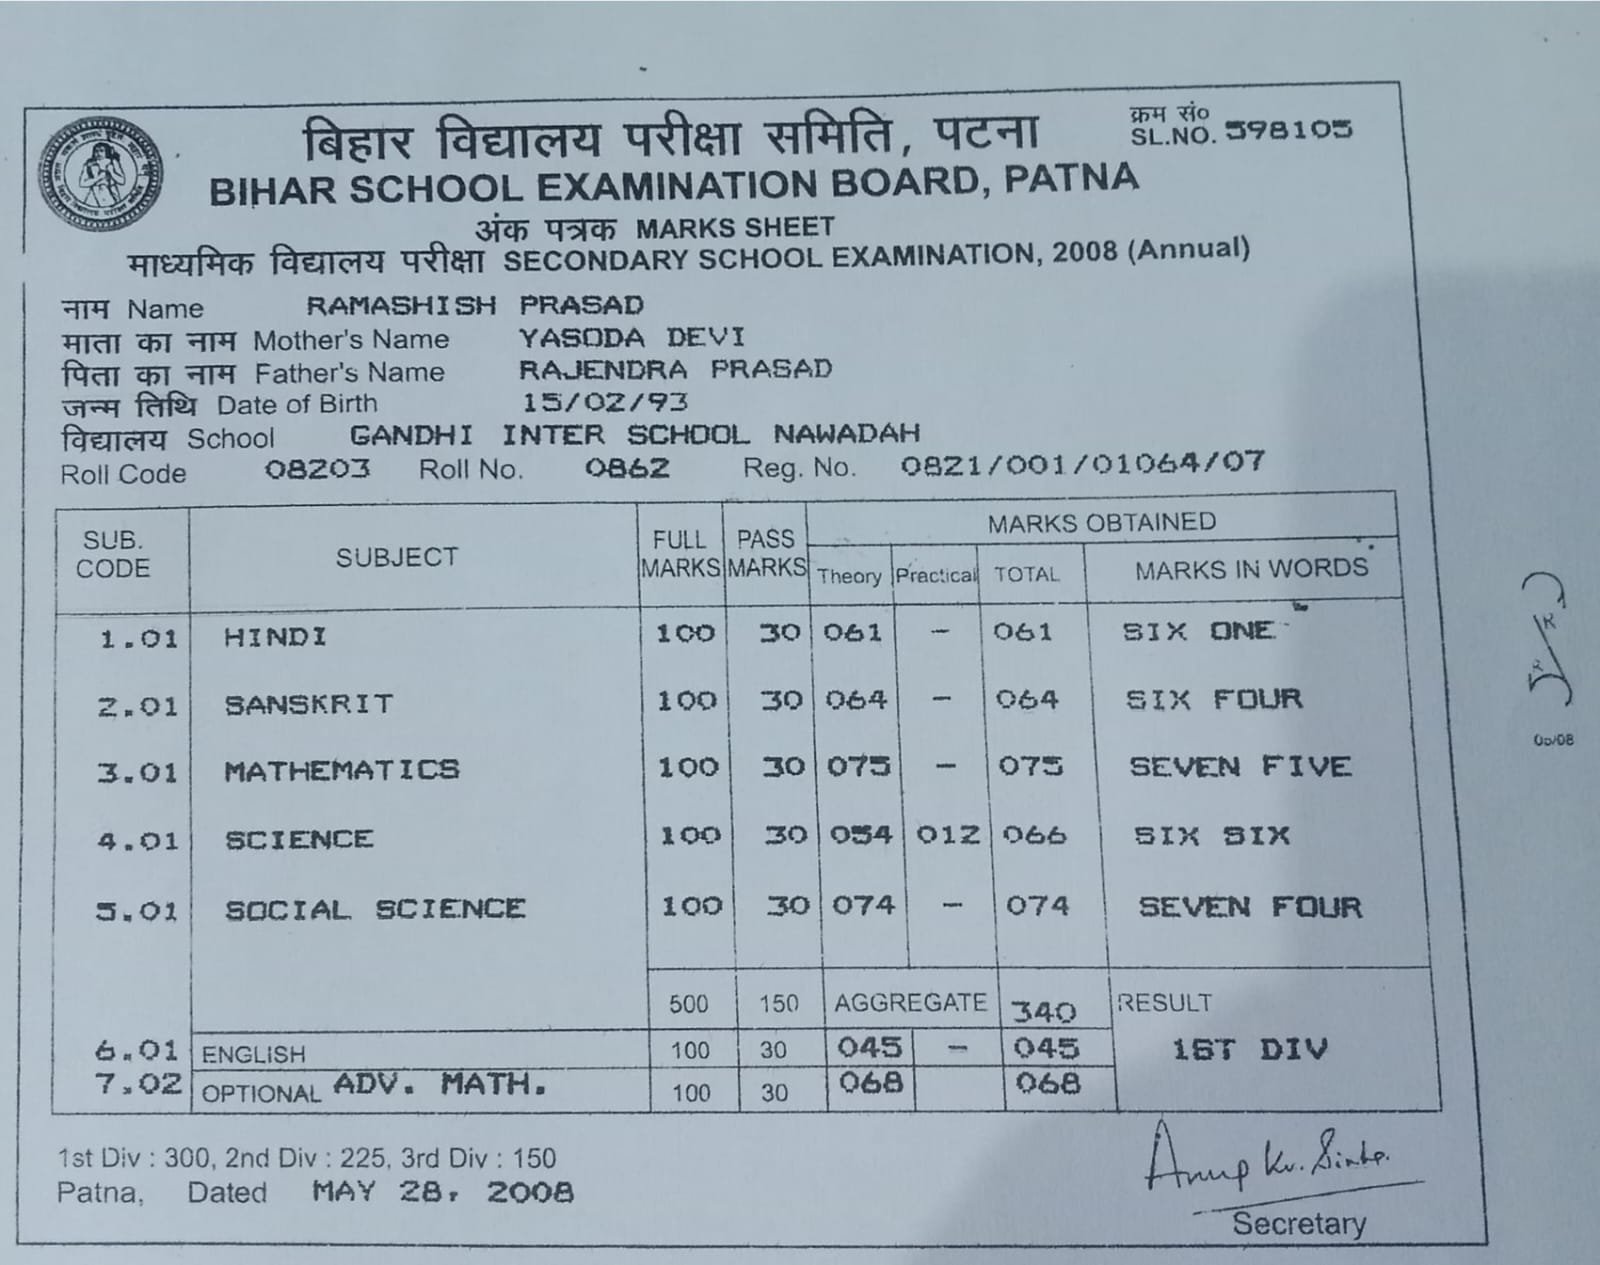 बिहार विद्यालय परीक्षा समिति, पटना
क्रम सं०
SL.NO. 598105
BIHAR SCHOOL EXAMINATION BOARD, PATNA
अंक पत्रक MARKS SHEET
माध्यमिक विद्यालय परीक्षा SECONDARY SCHOOL EXAMINATION, 2008 (Annual)
नाम Name RAMASHISH PRASAD
माता का नाम Mother's Name YASODA DEVI
पिता का नाम Father's Name RAJENDRA PRASAD
जन्म तिथि Date of Birth 15/02/93
विद्यालय School GANDHI INTER SCHOOL NAWADAH
Roll Code 08203 Roll No. 0862 Reg. No. 0821/001/01064/07
SUB. CODE SUBJECT FULL MARKS PASS MARKS MARKS OBTAINED
Theory Practical TOTAL MARKS IN WORDS
1.01 HINDI 100 30 061 - 061 SIX ONE
2.01 SANSKRIT 100 30 064 - 064 SIX FOUR
3.01 MATHEMATICS 100 30 075 - 075 SEVEN FIVE
4.01 SCIENCE 100 30 054 012 066 SIX SIX
5.01 SOCIAL SCIENCE 100 30 074 - 074 SEVEN FOUR
500 150 AGGREGATE 340 RESULT
6.01 ENGLISH 100 30 045 - 045 1ST DIV
7.02 OPTIONAL ADV. MATH. 100 30 068 068
1st Div : 300, 2nd Div : 225, 3rd Div : 150
Patna, Dated MAY 28, 2008
Anup Kr. Sinha.
Secretary